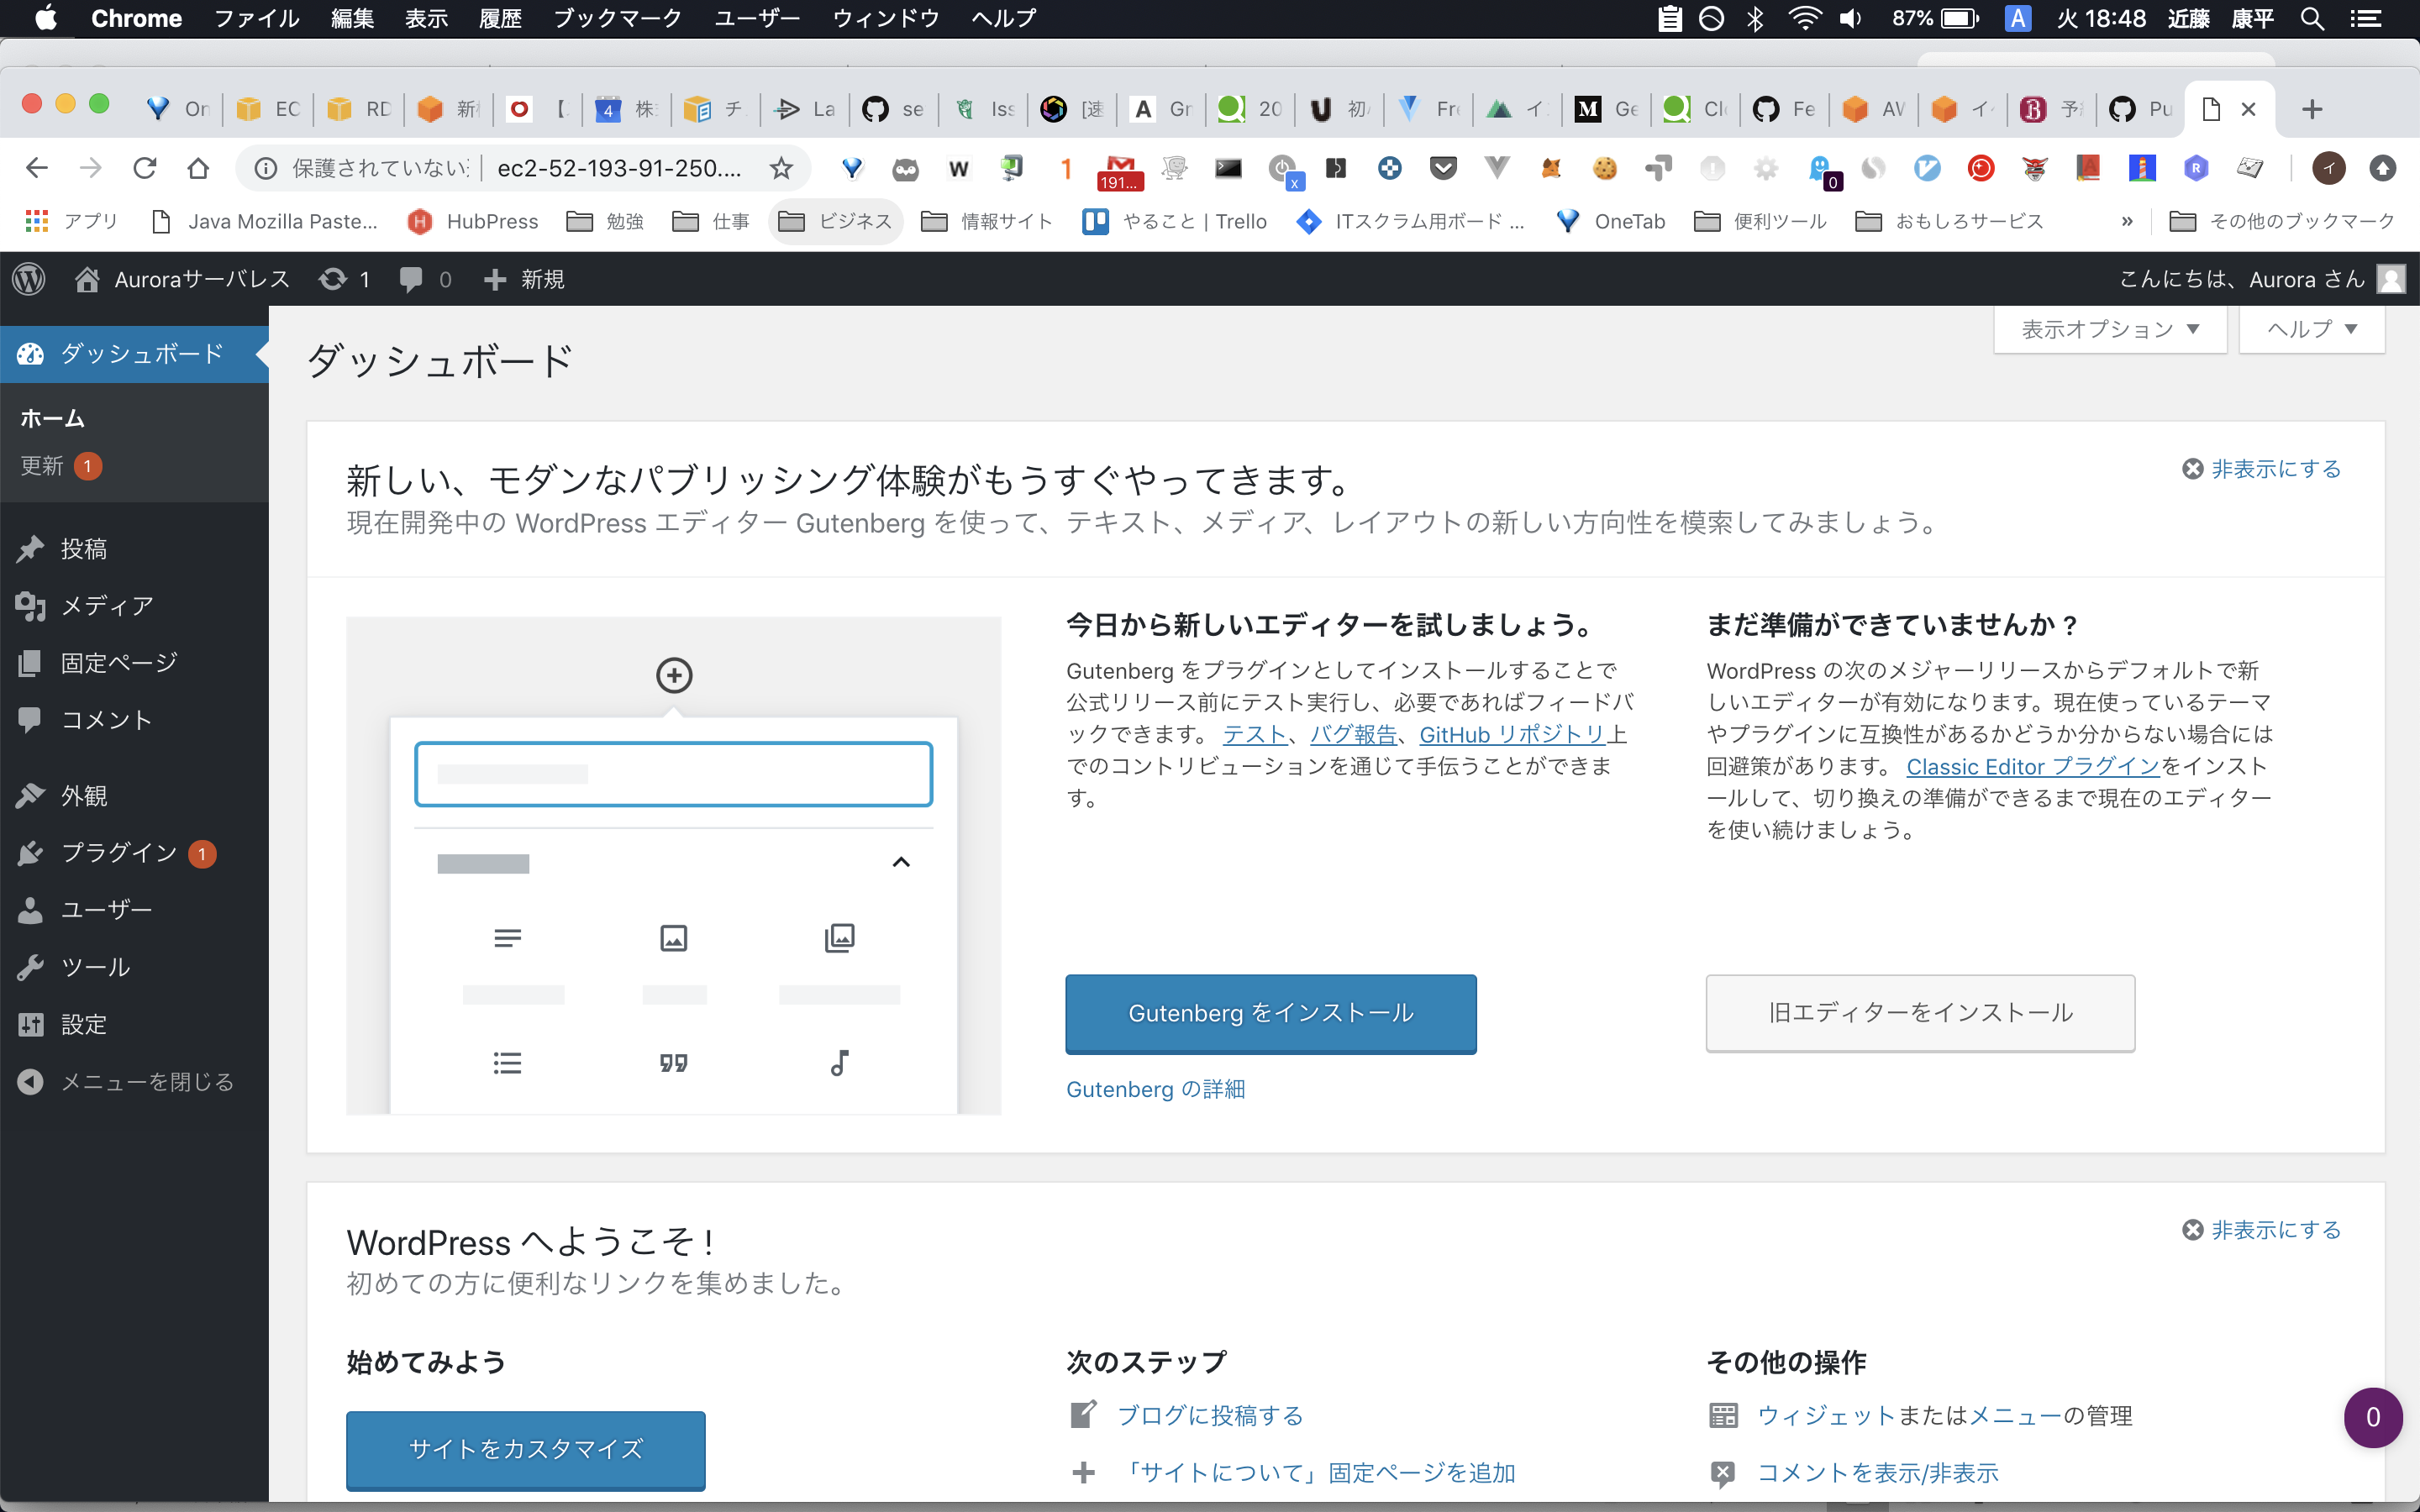 Chrome ファイル 編集 表示 履歴 ブックマーク ユーザー ウィンドウ ヘルプ 87% A 火 18:48 近藤 康平
On EC RD 新 【 4 株 チ La se Iss [速 A Gr 20 初 Fr イ M Ge Cl Fe AW イ 予 Pu
保護されていない ec2-52-193-91-250.... W 1 191... x 0 R イ
アプリ Java Mozilla Paste... HubPress 勉強 仕事 ビジネス 情報サイト やること | Trello ITスクラム用ボード ... OneTab 便利ツール おもしろサービス » その他のブックマーク
Auroraサーバレス 1 0 新規 こんにちは、Aurora さん
ダッシュボード
ホーム
更新 1
投稿
メディア
固定ページ
コメント
外観
プラグイン 1
ユーザー
ツール
設定
メニューを閉じる
表示オプション ▼ ヘルプ ▼
ダッシュボード
新しい、モダンなパブリッシング体験がもうすぐやってきます。
非表示にする
現在開発中の WordPress エディター Gutenberg を使って、テキスト、メディア、レイアウトの新しい方向性を模索してみましょう。
今日から新しいエディターを試しましょう。
Gutenberg をプラグインとしてインストールすることで
公式リリース前にテスト実行し、必要であればフィードバ
ックできます。 テスト、バグ報告、GitHub リポジトリ上
でのコントリビューションを通じて手伝うことができま
す。
Gutenberg をインストール
Gutenberg の詳細
まだ準備ができていませんか ?
WordPress の次のメジャーリリースからデフォルトで新
しいエディターが有効になります。現在使っているテーマ
やプラグインに互換性があるかどうか分からない場合には
回避策があります。 Classic Editor プラグインをインスト
ールして、切り換えの準備ができるまで現在のエディター
を使い続けましょう。
旧エディターをインストール
WordPress へようこそ !
非表示にする
初めての方に便利なリンクを集めました。
始めてみよう
サイトをカスタマイズ
次のステップ
ブログに投稿する
「サイトについて」固定ページを追加
その他の操作
ウィジェットまたはメニューの管理
コメントを表示/非表示
0